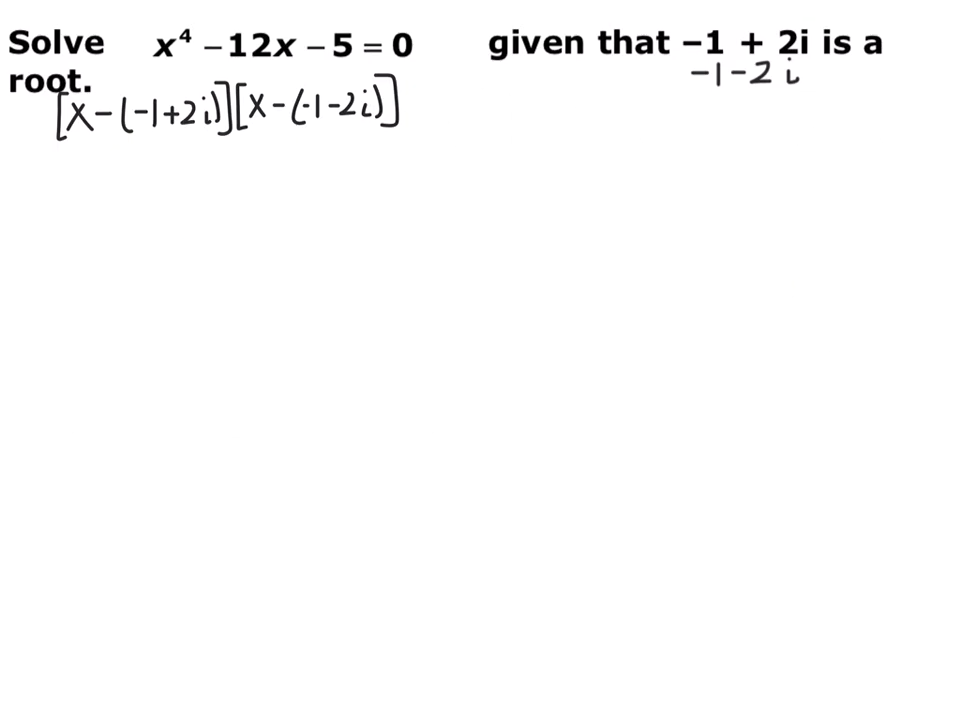 Solve x⁴ – 12x – 5 = 0 given that –1 + 2i is a
root. -1-2i
[x-(-1+2i)][x-(-1-2i)]